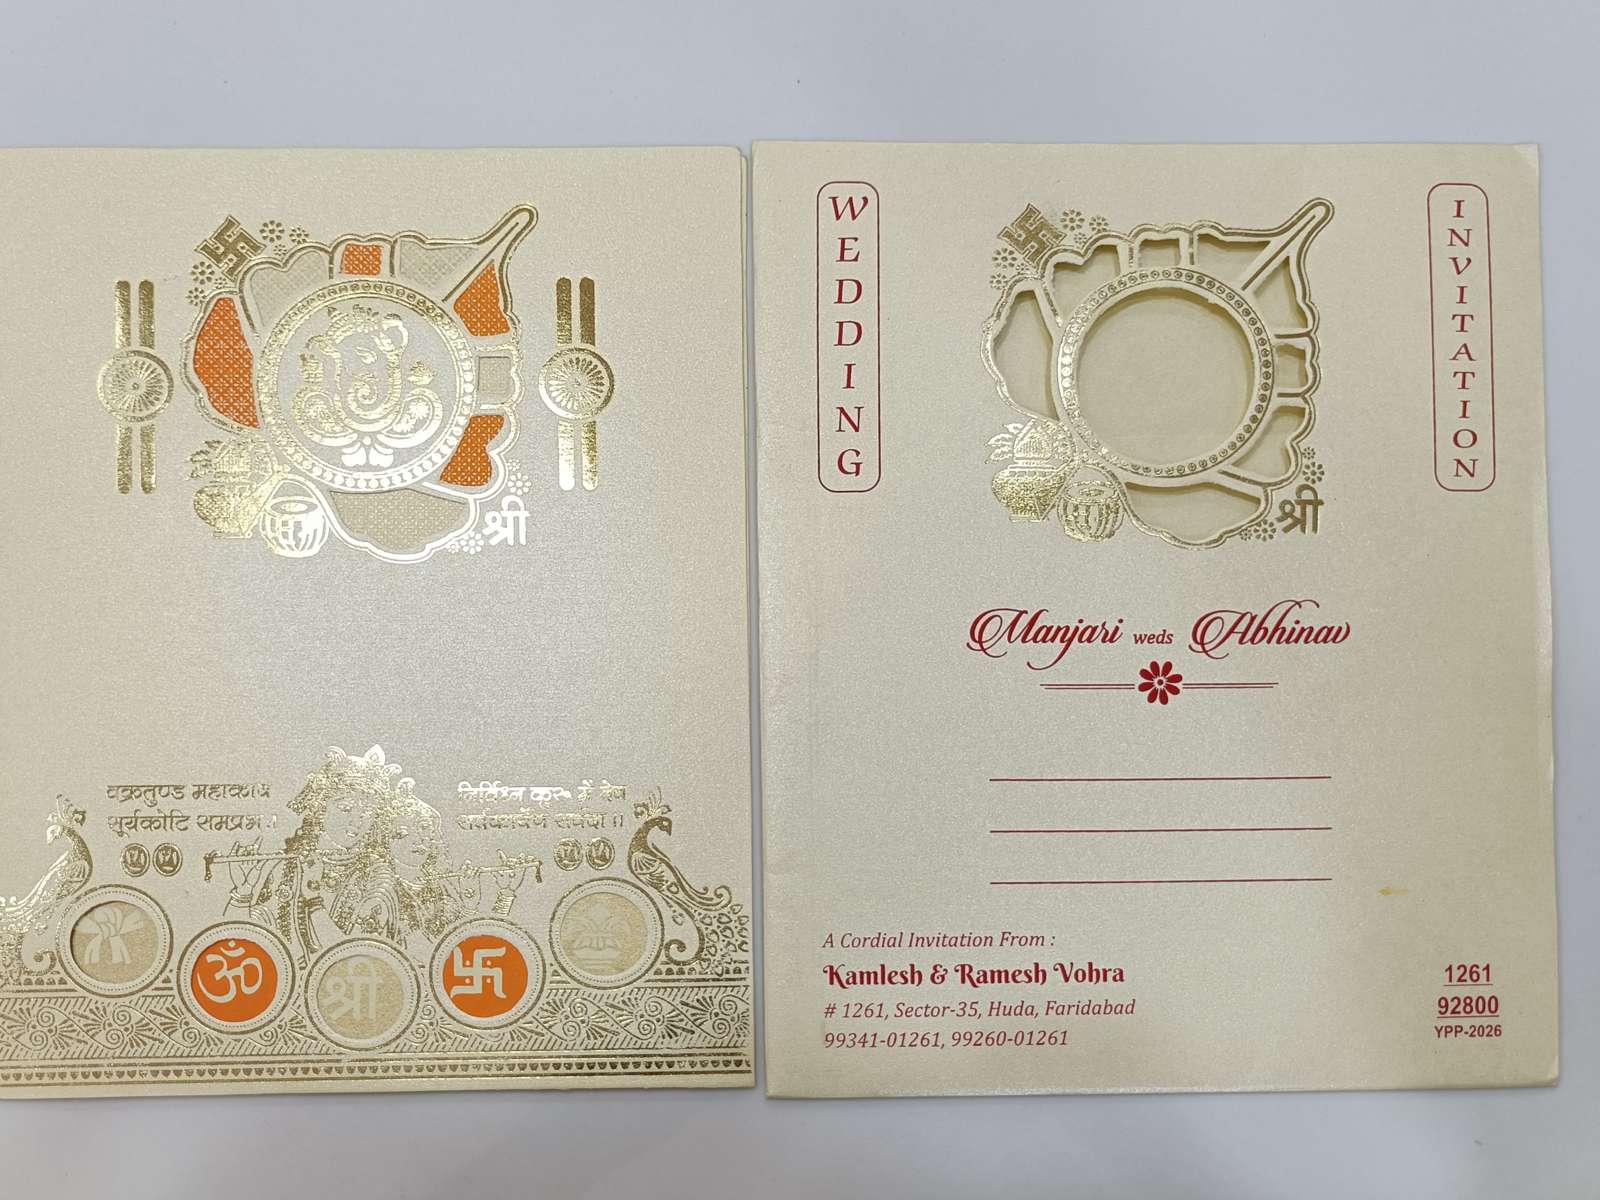 श्री
वक्रतुण्ड महाकाय
सूर्यकोटि समप्रभ ।
निर्विघ्नं कुरू मे देव
सर्वकार्येषु सर्वदा ।।
ॐ
श्री
WEDDING
INVITATION
श्री
Manjari weds Abhinav
A Cordial Invitation From :
Kamlesh & Ramesh Vohra
# 1261, Sector-35, Huda, Faridabad
99341-01261, 99260-01261
1261
92800
YPP-2026